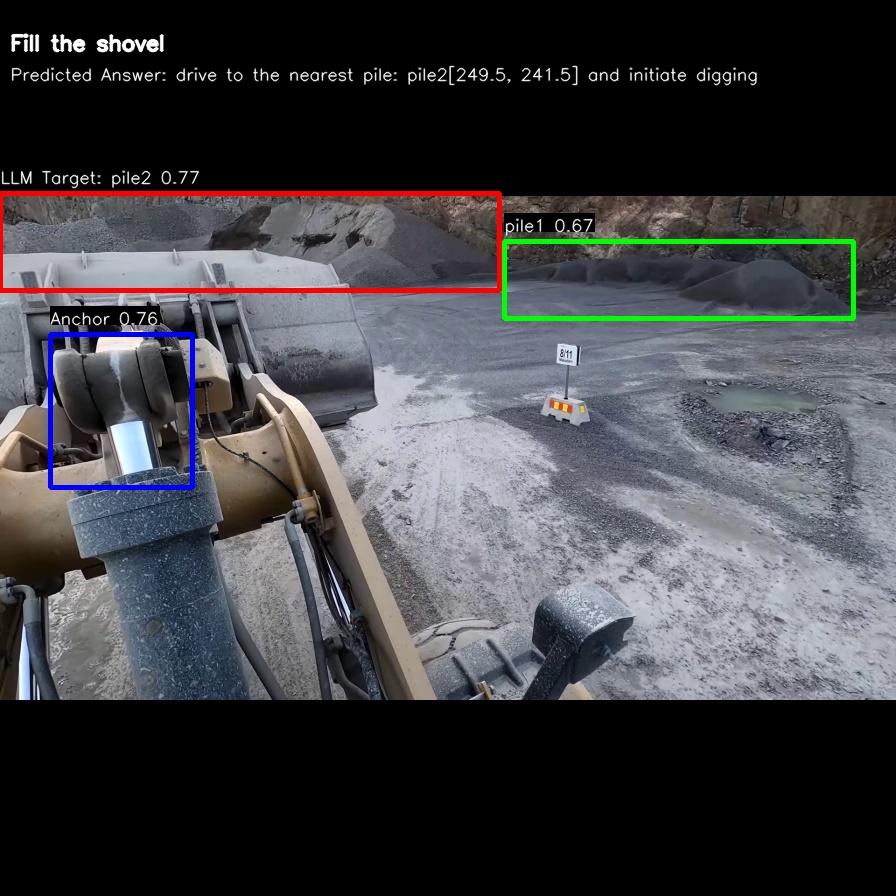 Fill the shovel
Predicted Answer: drive to the nearest pile: pile2[249.5, 241.5] and initiate digging
LLM Target: pile2 0.77
pile1 0.67
Anchor 0.76
8/11